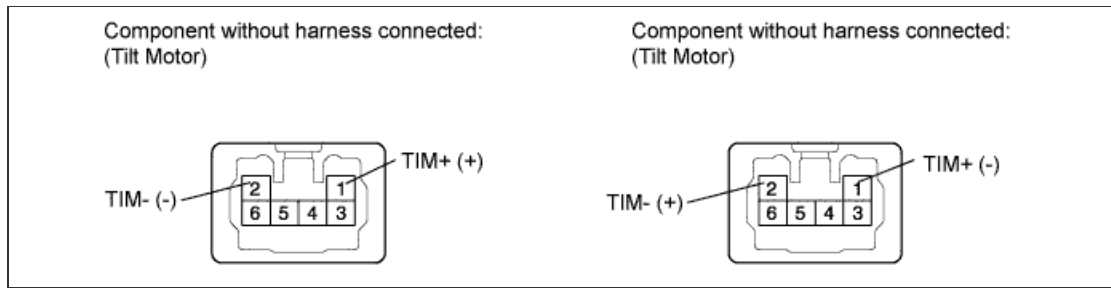 Component without harness connected:
(Tilt Motor)
TIM+ (+)
TIM- (-)
2 1
6 5 4 3
Component without harness connected:
(Tilt Motor)
TIM+ (-)
TIM- (+)
2 1
6 5 4 3